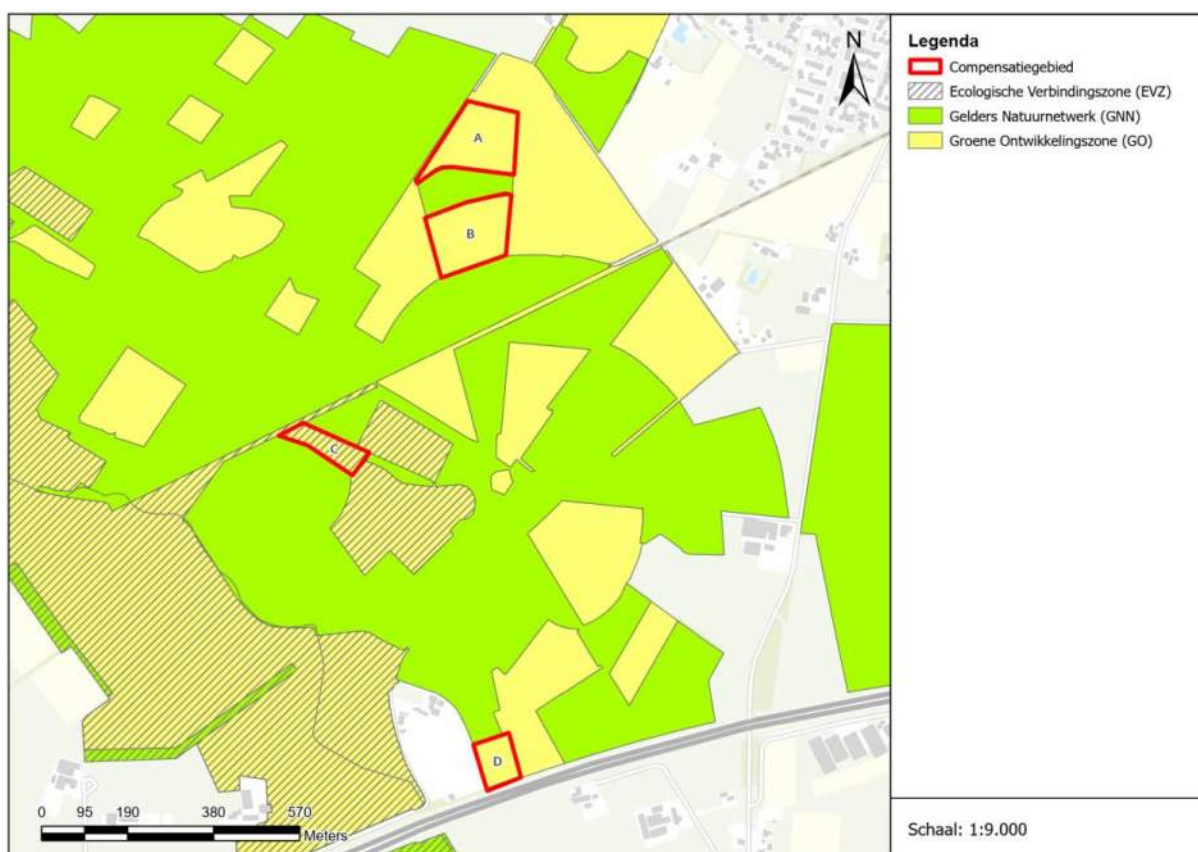 N
Legenda
Compensatiegebied
Ecologische Verbindingszone (EVZ)
Gelders Natuurnetwerk (GNN)
Groene Ontwikkelingszone (GO)
A
B
C
D
0 95 190 380 570
Meters
Schaal: 1:9.000